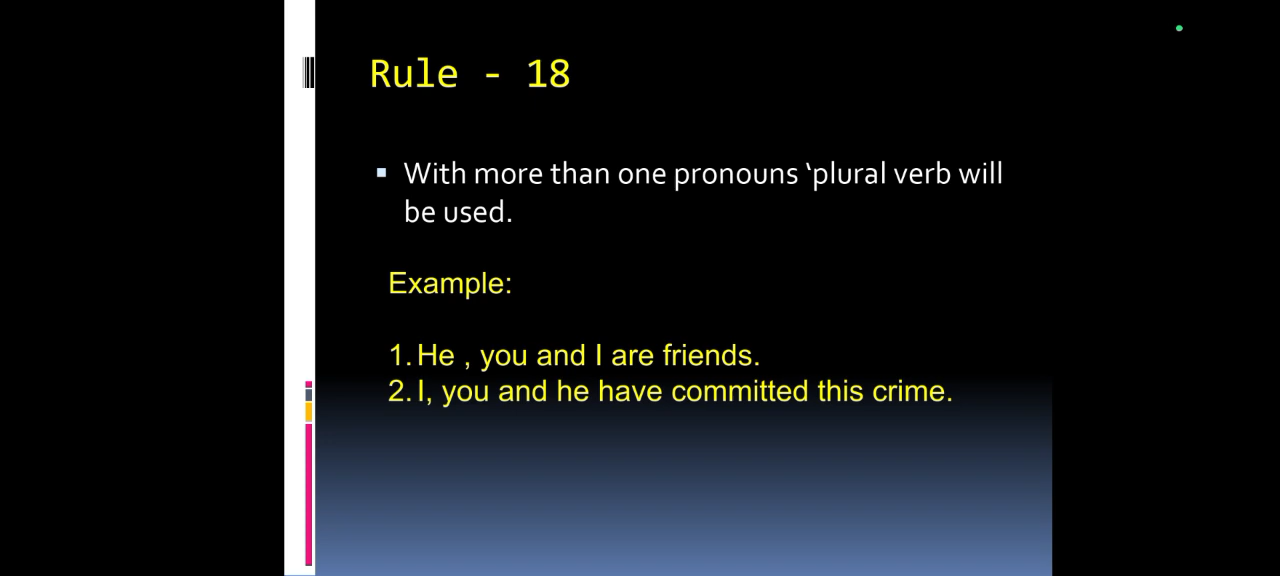 Rule - 18
▪ With more than one pronouns ‘plural verb will
be used.
Example:
1. He , you and I are friends.
2. I, you and he have committed this crime.